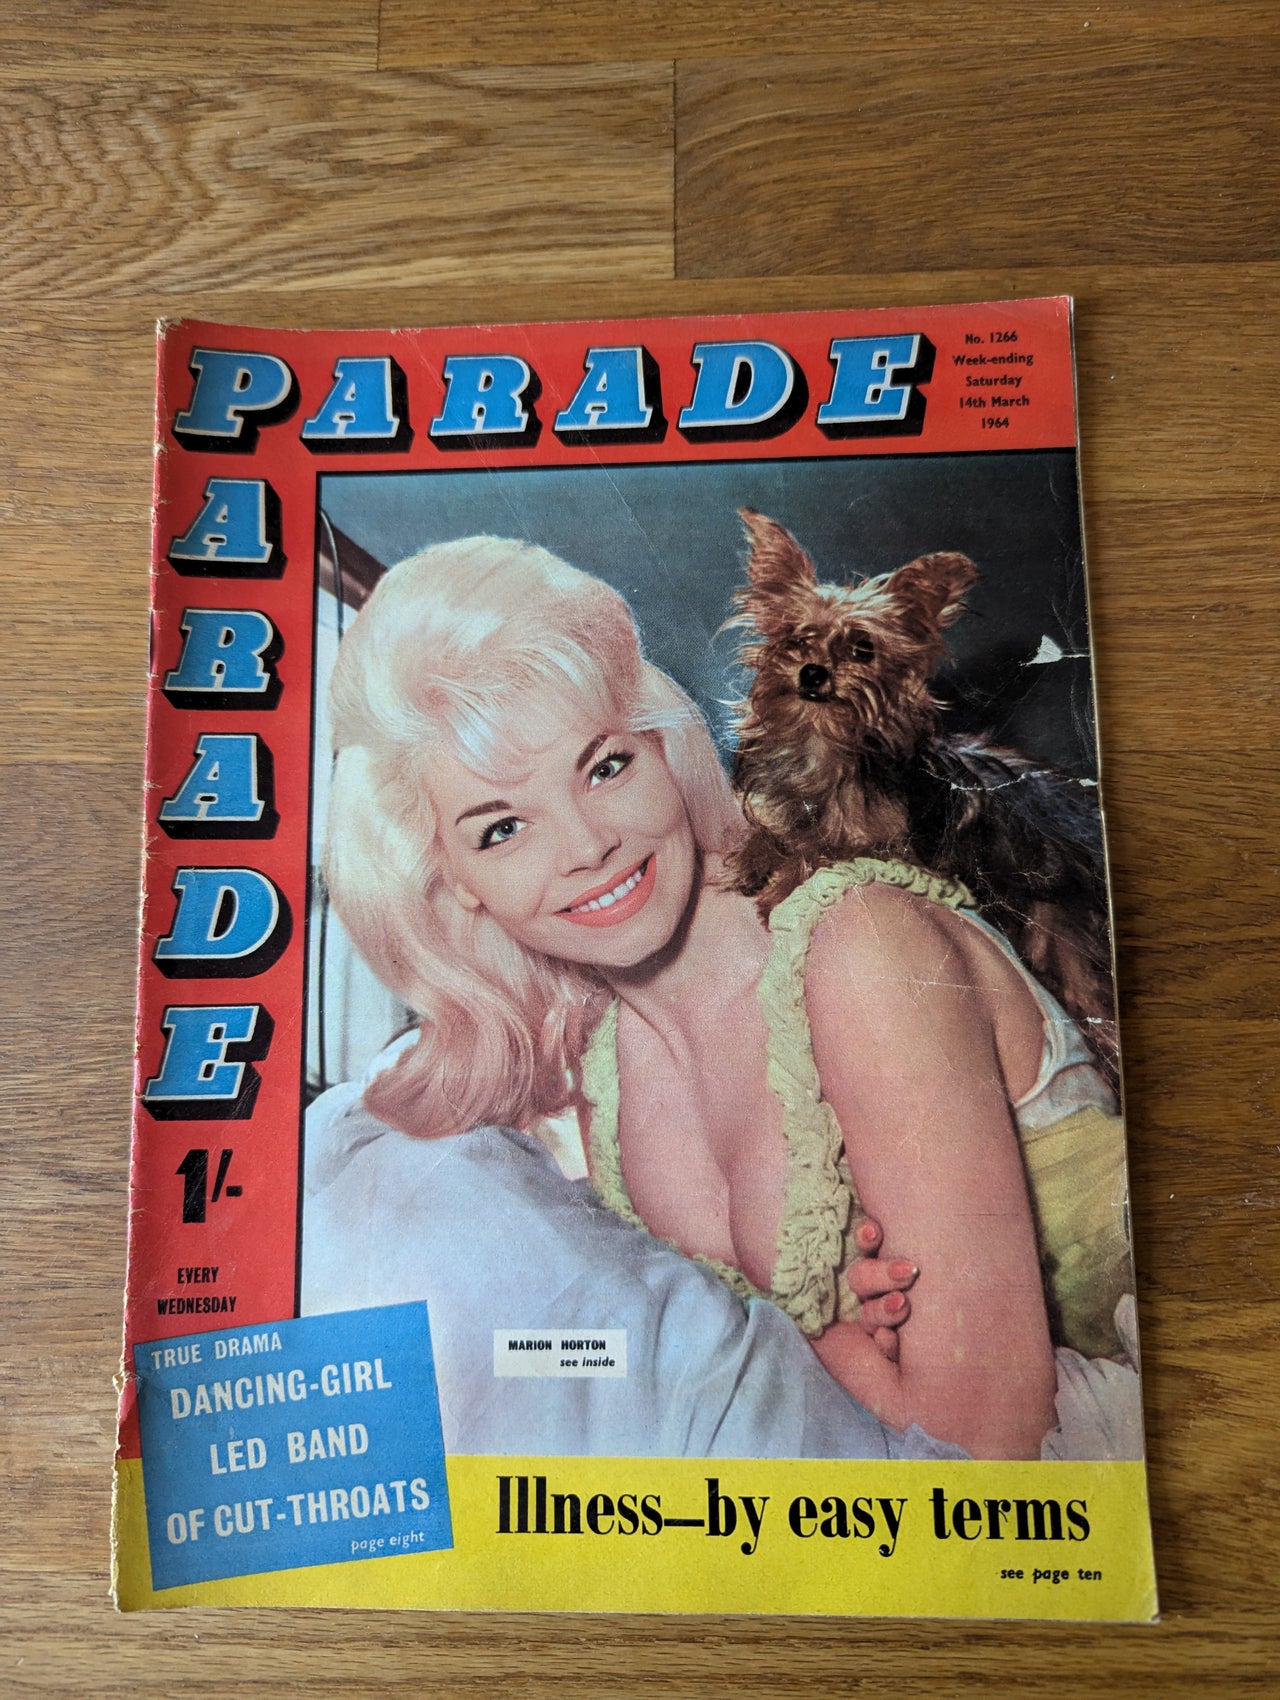 PARADE
No. 1266
Week-ending
Saturday
14th March
1964
PARADE
1/-
EVERY
WEDNESDAY
TRUE DRAMA
DANCING-GIRL
LED BAND
OF CUT-THROATS
page eight
MARION HORTON
see inside
Illness—by easy terms
see page ten